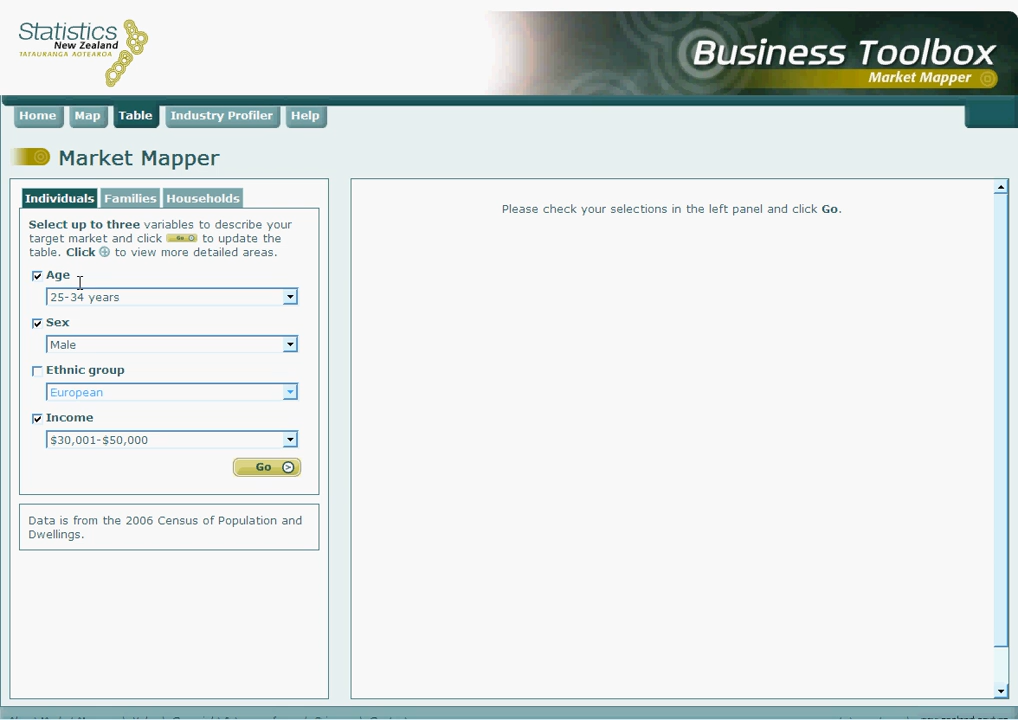 Statistics
New Zealand
TATAURANGA AOTEAROA
Business Toolbox
Market Mapper
Home
Map
Table
Industry Profiler
Help
Market Mapper
Individuals
Families
Households
Select up to three variables to describe your
target market and click Go to update the
table. Click to view more detailed areas.
Age
25-34 years
Sex
Male
Ethnic group
European
Income
$30,001-$50,000
Go
Data is from the 2006 Census of Population and
Dwellings.
Please check your selections in the left panel and click Go.